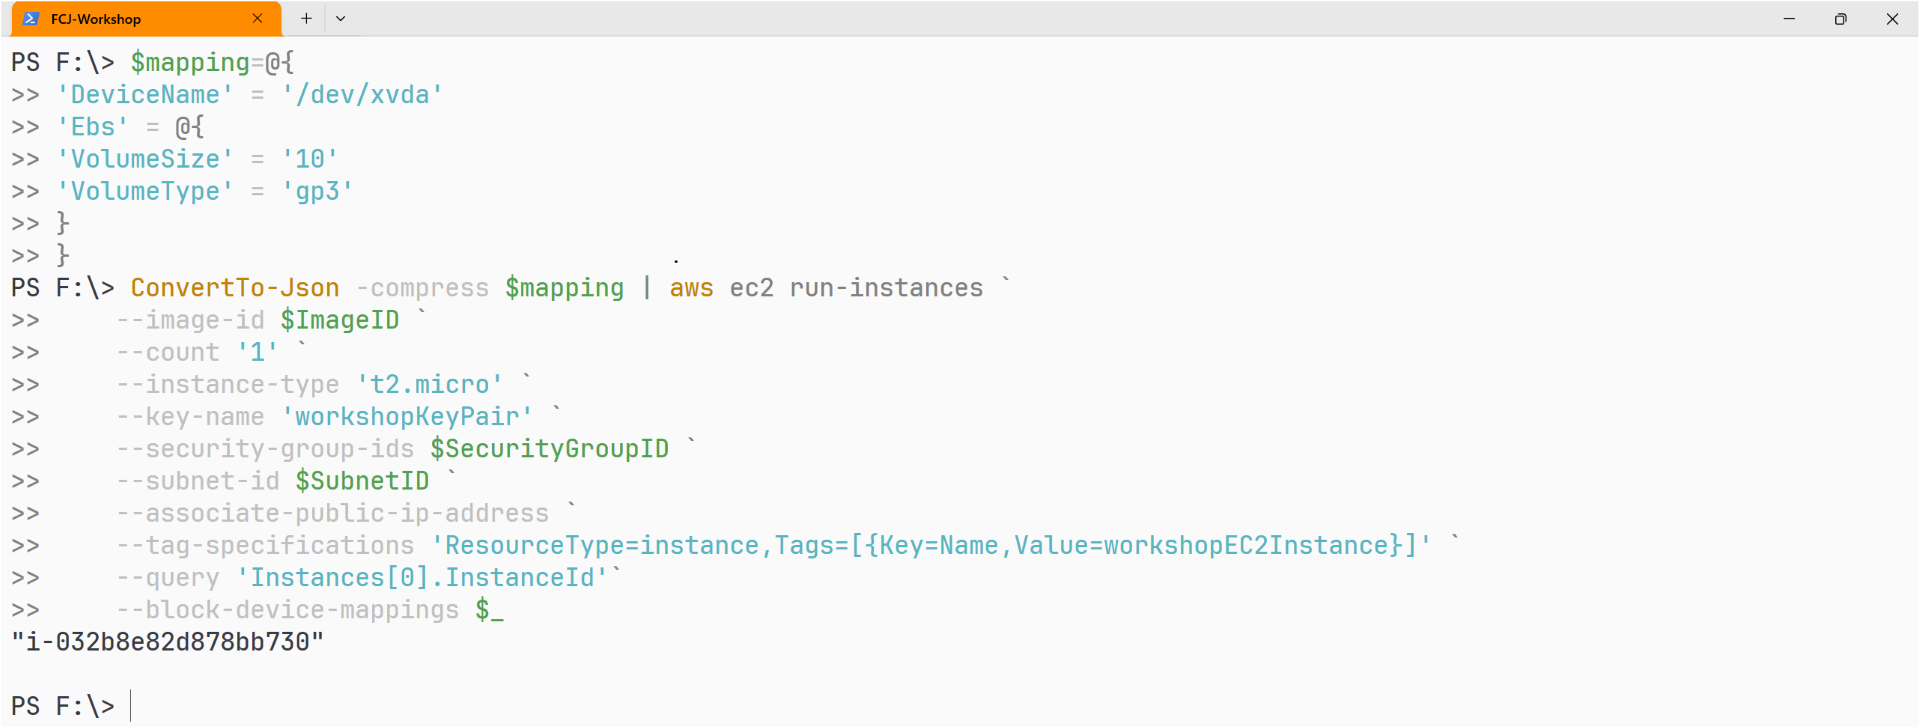 FCJ-Workshop
PS F:\> $mapping=@{
>> 'DeviceName' = '/dev/xvda'
>> 'Ebs' = @{
>> 'VolumeSize' = '10'
>> 'VolumeType' = 'gp3'
>> }
>> }
PS F:\> ConvertTo-Json -compress $mapping | aws ec2 run-instances `
>>     --image-id $ImageID `
>>     --count '1' `
>>     --instance-type 't2.micro' `
>>     --key-name 'workshopKeyPair' `
>>     --security-group-ids $SecurityGroupID `
>>     --subnet-id $SubnetID `
>>     --associate-public-ip-address `
>>     --tag-specifications 'ResourceType=instance,Tags=[{Key=Name,Value=workshopEC2Instance}]' `
>>     --query 'Instances[0].InstanceId'`
>>     --block-device-mappings $_
"i-032b8e82d878bb730"
PS F:\>